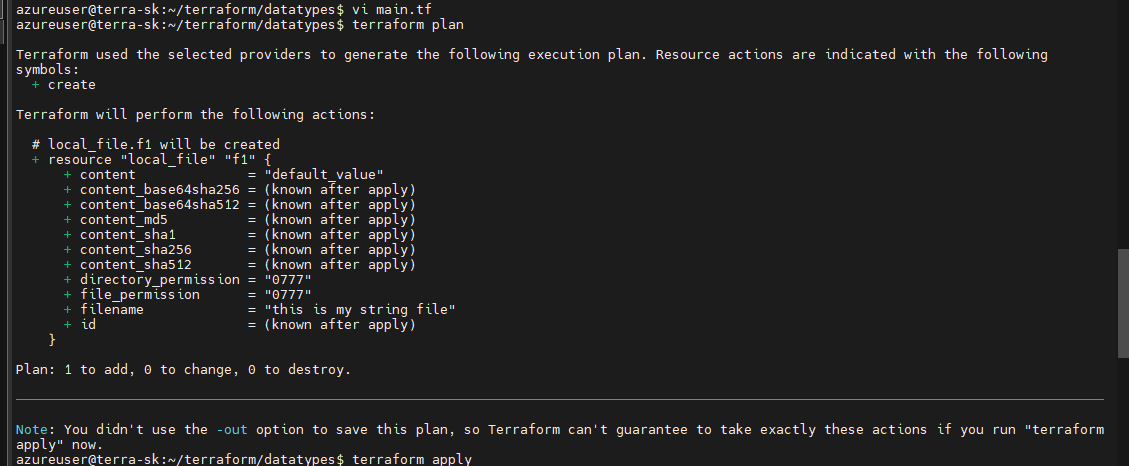 azureuser@terra-sk:~/terraform/datatypes$ vi main.tf
azureuser@terra-sk:~/terraform/datatypes$ terraform plan
Terraform used the selected providers to generate the following execution plan. Resource actions are indicated with the following
symbols:
+ create
Terraform will perform the following actions:
# local_file.f1 will be created
+ resource "local_file" "f1" {
+ content = "default_value"
+ content_base64sha256 = (known after apply)
+ content_base64sha512 = (known after apply)
+ content_md5 = (known after apply)
+ content_sha1 = (known after apply)
+ content_sha256 = (known after apply)
+ content_sha512 = (known after apply)
+ directory_permission = "0777"
+ file_permission = "0777"
+ filename = "this is my string file"
+ id = (known after apply)
}
Plan: 1 to add, 0 to change, 0 to destroy.
Note: You didn't use the -out option to save this plan, so Terraform can't guarantee to take exactly these actions if you run "terraform
apply" now.
azureuser@terra-sk:~/terraform/datatypes$ terraform apply